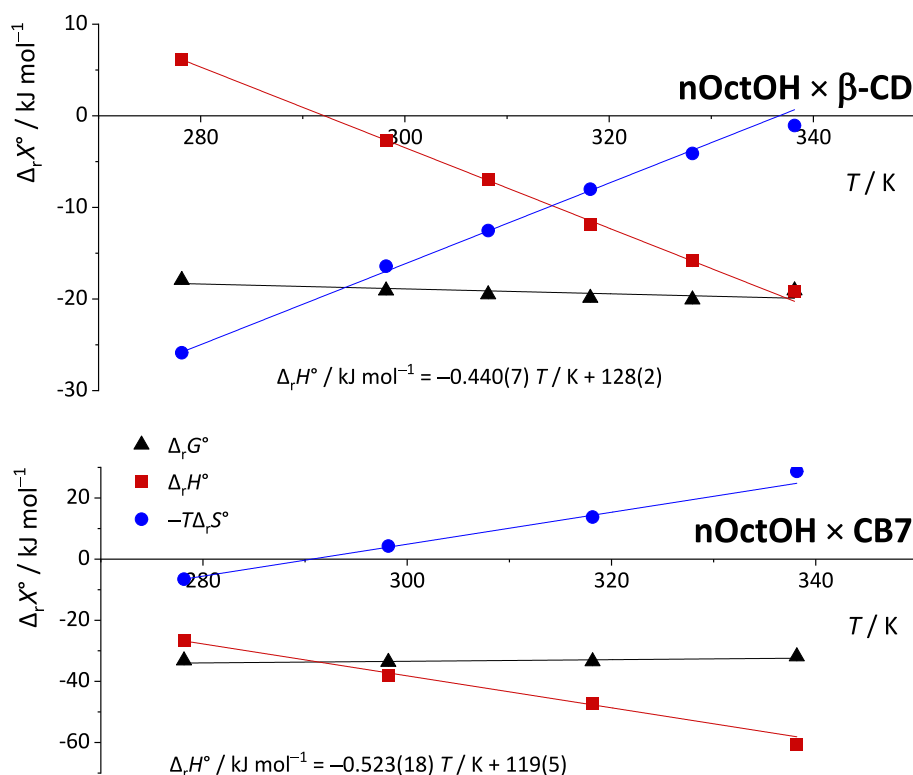 10
nOctOH × β-CD
0
280
300
320
340
T / K
-10
-20
-30
ΔᵣX° / kJ mol⁻¹
ΔᵣH° / kJ mol⁻¹ = –0.440(7) T / K + 128(2)
ΔᵣG°
ΔᵣH°
–TΔᵣS°
20
nOctOH × CB7
0
280
300
320
340
T / K
-20
-40
-60
ΔᵣX° / kJ mol⁻¹
ΔᵣH° / kJ mol⁻¹ = –0.523(18) T / K + 119(5)